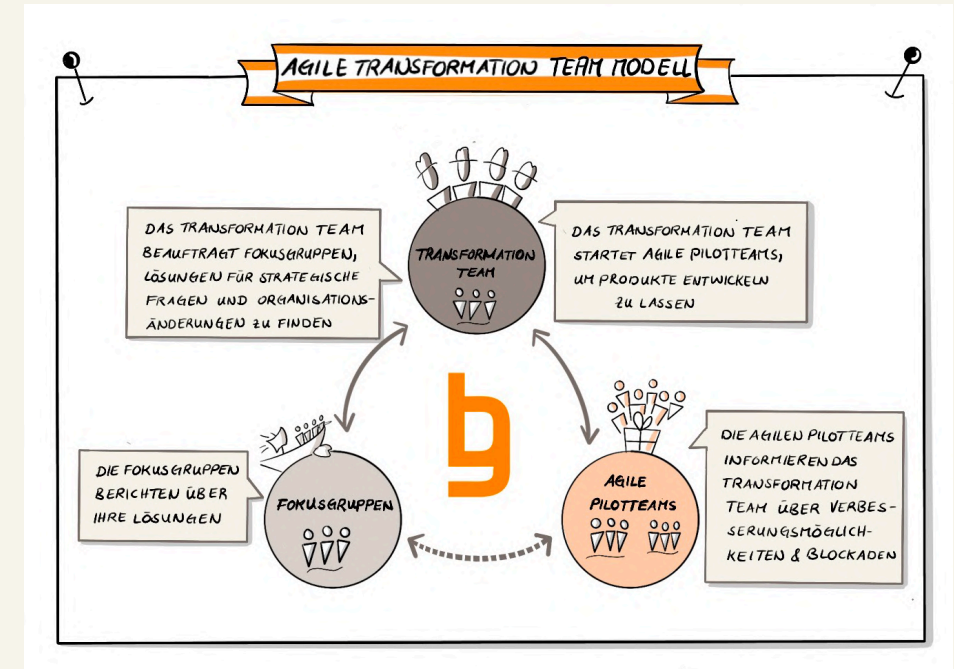 AGILE TRANSFORMATION TEAM MODELL
DAS TRANSFORMATION TEAM
BEAUFTRAGT FOKUSGRUPPEN,
LÖSUNGEN FÜR STRATEGISCHE
FRAGEN UND ORGANISATIONS-
ÄNDERUNGEN ZU FINDEN
TRANSFORMATION
TEAM
DAS TRANSFORMATION TEAM
STARTET AGILE PILOTTEAMS,
UM PRODUKTE ENTWICKELN
ZU LASSEN
DIE FOKUSGRUPPEN
BERICHTEN ÜBER
IHRE LÖSUNGEN
FOKUSGRUPPEN
AGILE
PILOTTEAMS
DIE AGILEN PILOTTEAMS
INFORMIEREN DAS
TRANSFORMATION
TEAM ÜBER VERBES-
SERUNGSMÖGLICH-
KEITEN & BLOCKADEN